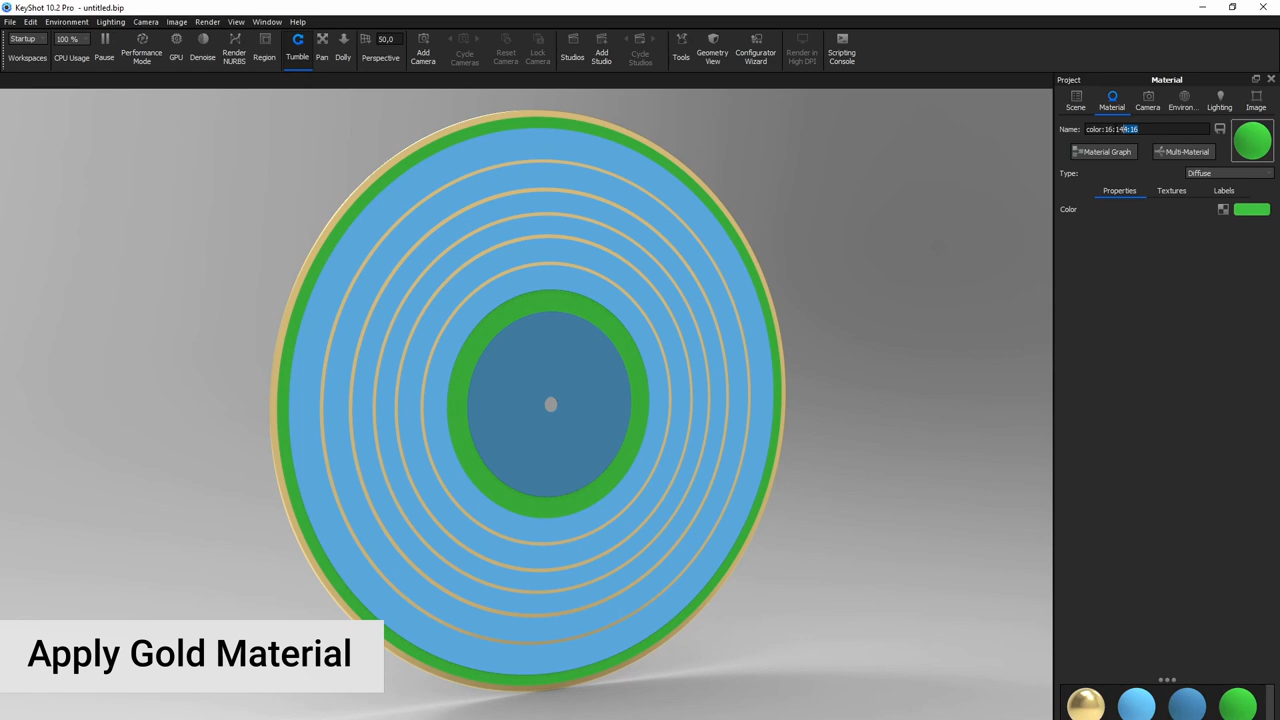 KeyShot 10.2 Pro - untitled.bip
File Edit Environment Lighting Camera Image Render View Window Help
Startup 100 % 50,0
Workspaces CPU Usage Pause Performance Mode GPU Denoise Render NURBS Region Tumble Pan Dolly Perspective Add Camera Cycle Cameras Reset Camera Lock Camera Studios Add Studio Cycle Studios Tools Geometry View Configurator Wizard Render in High DPI Scripting Console
Project Material
Scene Material Camera Environ... Lighting Image
Name:
Material Graph Multi-Material
Type: Diffuse
Properties Textures Labels
Color
Apply Gold Material